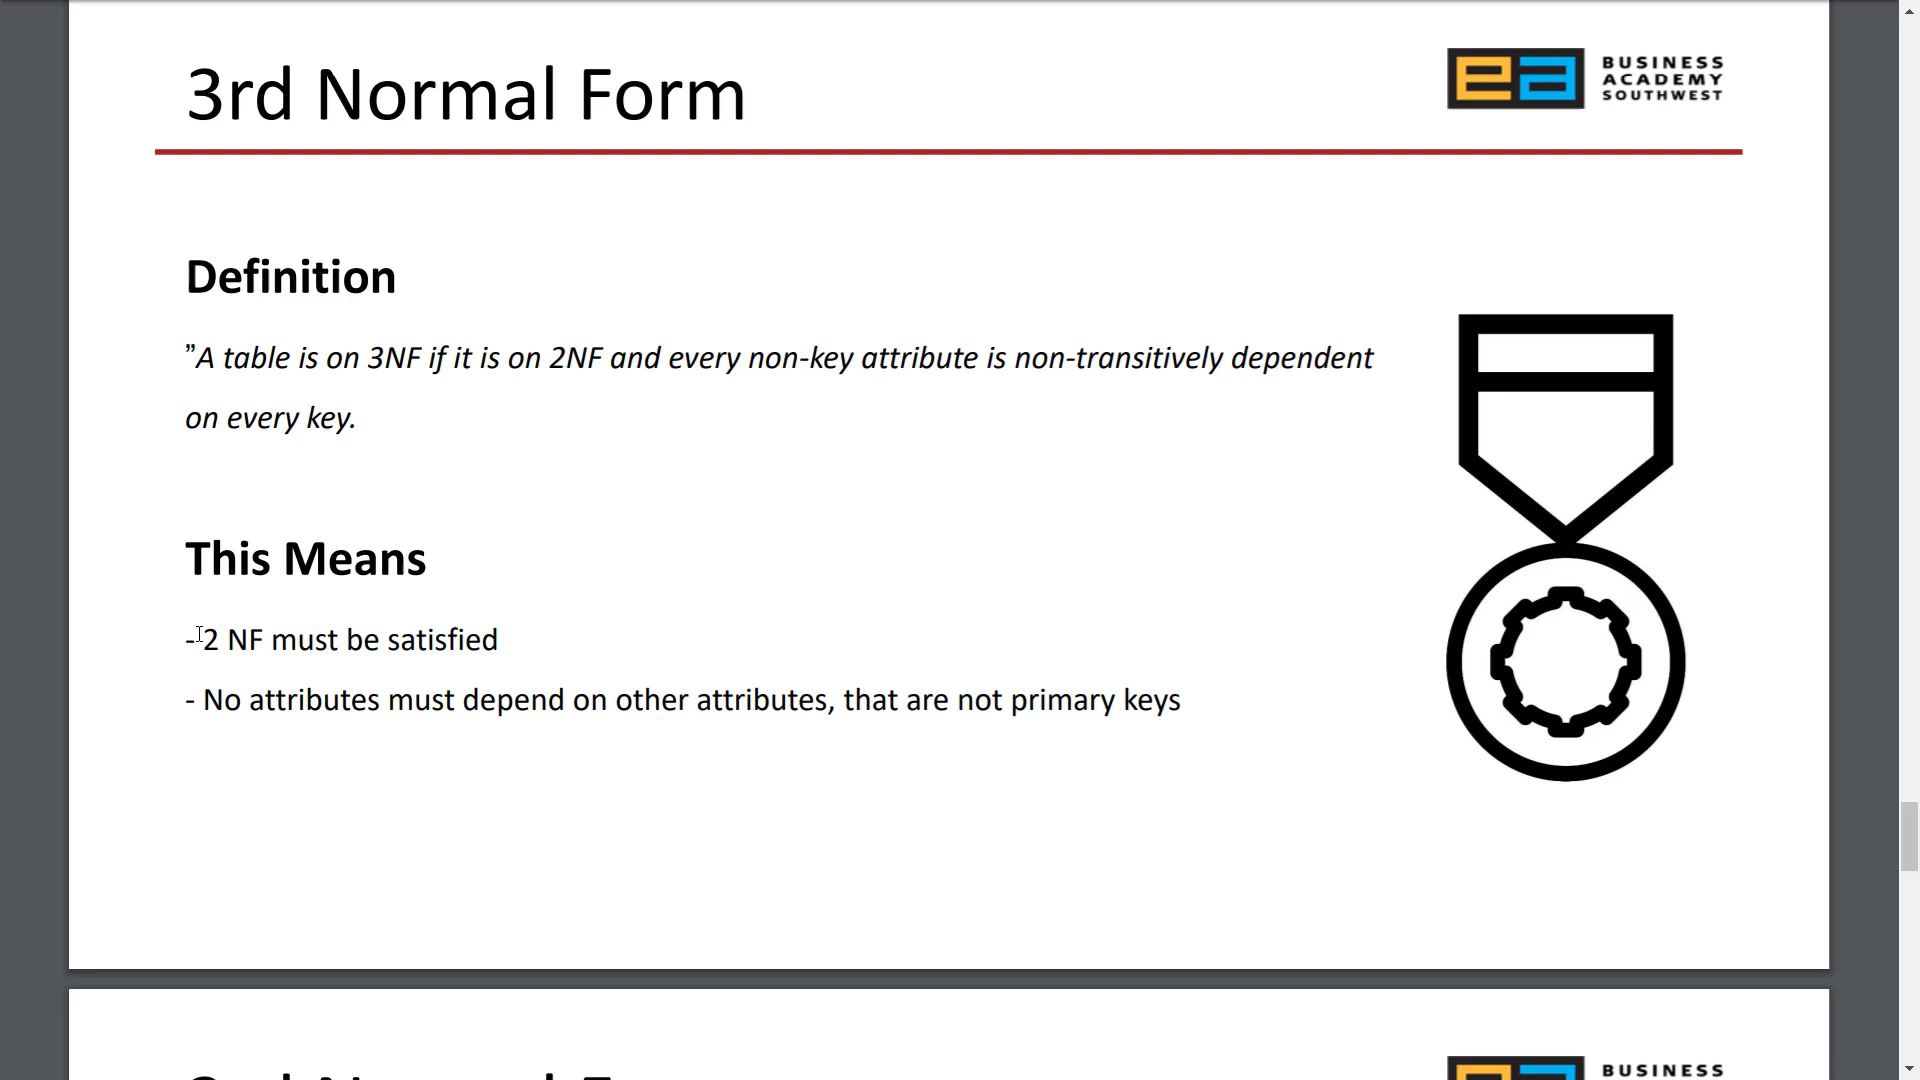 3rd Normal Form
BUSINESS
ACADEMY
SOUTHWEST
Definition
”A table is on 3NF if it is on 2NF and every non-key attribute is non-transitively dependent
on every key.
This Means
- 2 NF must be satisfied
- No attributes must depend on other attributes, that are not primary keys
BUSINESS